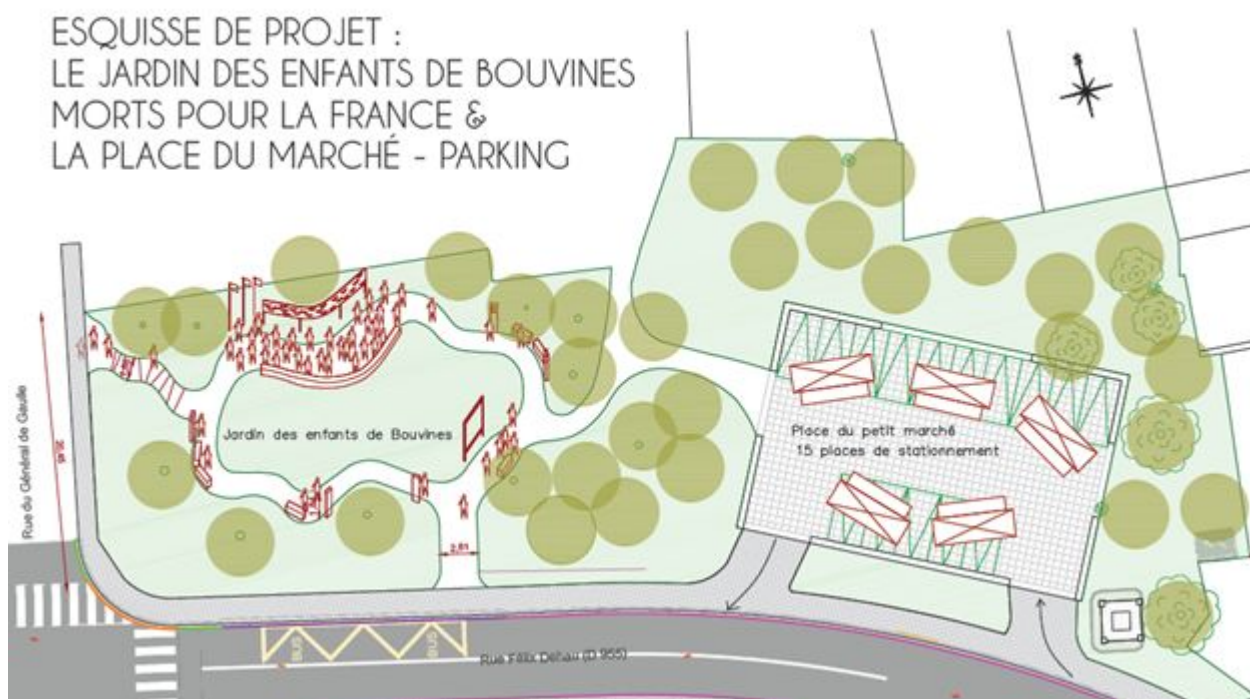 ESQUISSE DE PROJET :
LE JARDIN DES ENFANTS DE BOUVINES
MORTS POUR LA FRANCE &
LA PLACE DU MARCHÉ - PARKING
Jardin des enfants de Bouvines
Place du petit marché
15 places de stationnement
Rue du Général de Gaulle
2,61
BUS
BUS
Rue Félix Dehau (D 955)